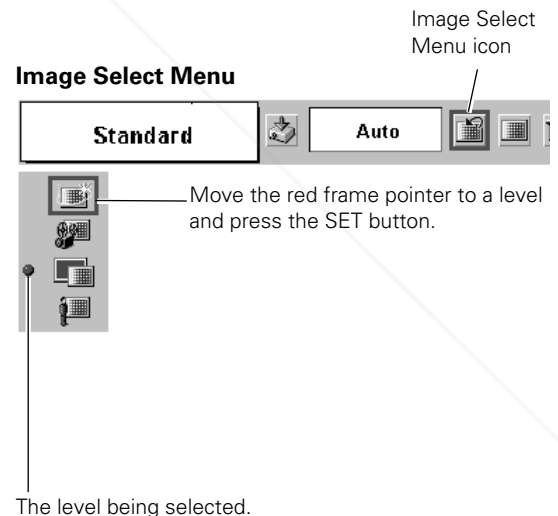 Image Select
Menu icon
Image Select Menu
Standard
Auto
Move the red frame pointer to a level
and press the SET button.
The level being selected.